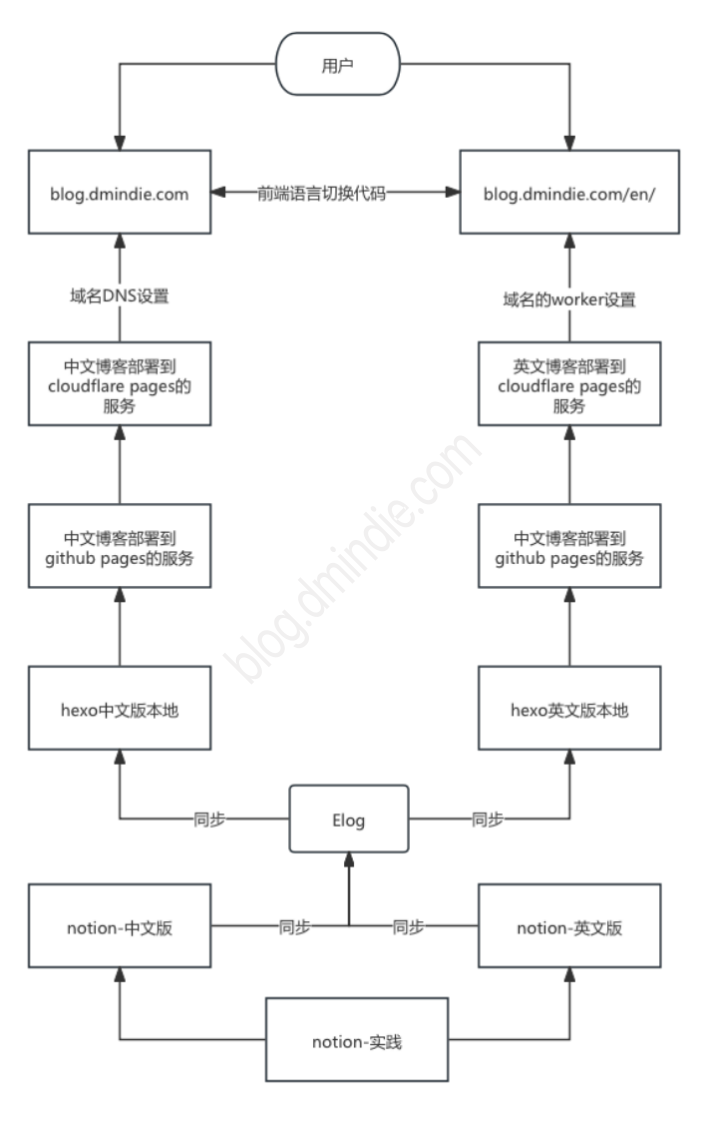 用户
blog.dmindie.com
前端语言切换代码
blog.dmindie.com/en/
域名DNS设置
域名的worker设置
中文博客部署到
cloudflare pages的
服务
英文博客部署到
cloudflare pages的
服务
中文博客部署到
github pages的服务
中文博客部署到
github pages的服务
blog.dmindie.com
hexo中文版本地
hexo英文版本地
同步
Elog
同步
notion-中文版
同步
同步
notion-英文版
notion-实践